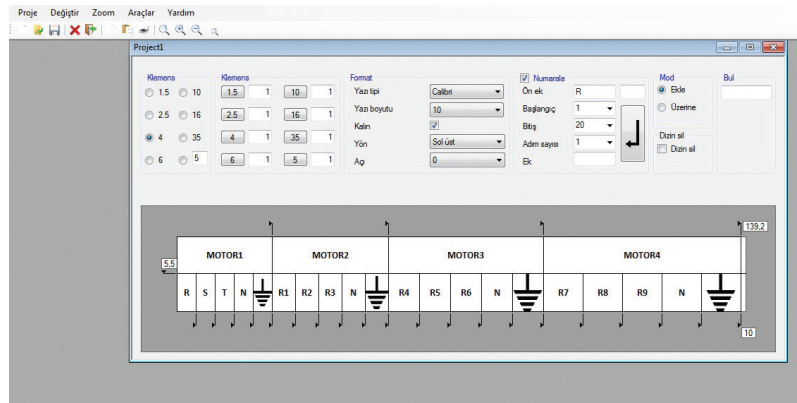 Proje Değiştir Zoom Araçlar Yardım
Project1
Klemens Klemens Format Numarala Mod Bul
1.5 10 1.5 1 10 1 Yazı tipi Calibri Ön ek R Ekle
2.5 16 2.5 1 16 1 Yazı boyutu 10 Başlangıç 1 Üzerine
4 35 4 1 35 1 Kalın Bitiş 20 Dizin sil
6 5 6 1 5 1 Yön Sol üst Adım sayısı 1 Dizin sil
Açı 0 Ek
139,2
MOTOR1 MOTOR2 MOTOR3 MOTOR4
5,5
R S T N R1 R2 R3 N R4 R5 R6 N R7 R8 R9 N
10